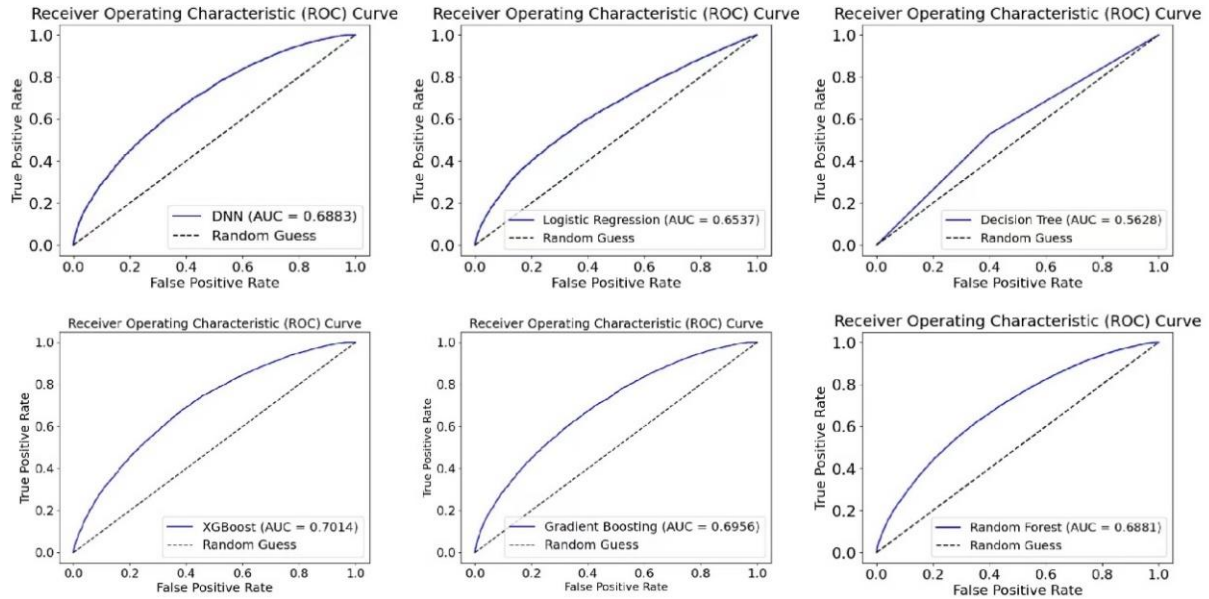 Receiver Operating Characteristic (ROC) Curve
True Positive Rate
1.0
0.8
0.6
0.4
0.2
0.0
DNN (AUC = 0.6883)
Random Guess
0.0 0.2 0.4 0.6 0.8 1.0
False Positive Rate
Receiver Operating Characteristic (ROC) Curve
True Positive Rate
1.0
0.8
0.6
0.4
0.2
0.0
Logistic Regression (AUC = 0.6537)
Random Guess
0.0 0.2 0.4 0.6 0.8 1.0
False Positive Rate
Receiver Operating Characteristic (ROC) Curve
True Positive Rate
1.0
0.8
0.6
0.4
0.2
0.0
Decision Tree (AUC = 0.5628)
Random Guess
0.0 0.2 0.4 0.6 0.8 1.0
False Positive Rate
Receiver Operating Characteristic (ROC) Curve
True Positive Rate
1.0
0.8
0.6
0.4
0.2
0.0
XGBoost (AUC = 0.7014)
Random Guess
0.0 0.2 0.4 0.6 0.8 1.0
False Positive Rate
Receiver Operating Characteristic (ROC) Curve
True Positive Rate
1.0
0.8
0.6
0.4
0.2
0.0
Gradient Boosting (AUC = 0.6956)
Random Guess
0.0 0.2 0.4 0.6 0.8 1.0
False Positive Rate
Receiver Operating Characteristic (ROC) Curve
True Positive Rate
1.0
0.8
0.6
0.4
0.2
0.0
Random Forest (AUC = 0.6881)
Random Guess
0.0 0.2 0.4 0.6 0.8 1.0
False Positive Rate